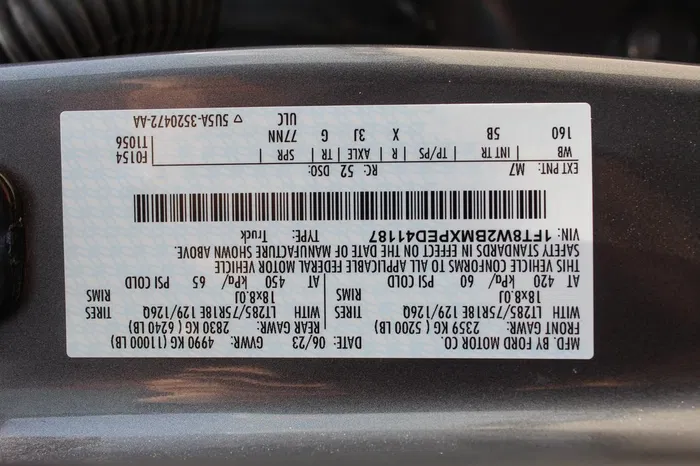 MFD. BY FORD MOTOR CO.
DATE: 06/23 GVWR: 4990 KG (11000 LB)
FRONT GAWR: 2359 KG (5200 LB) REAR GAWR: 2830 KG (6240 LB)
WITH LT285/75R18E 129/126Q TIRES WITH LT285/75R18E 129/126Q TIRES
18x8.0J RIMS 18x8.0J RIMS
AT 420 kPa/ 60 PSI COLD AT 450 kPa/ 65 PSI COLD
THIS VEHICLE CONFORMS TO ALL APPLICABLE FEDERAL MOTOR VEHICLE
SAFETY STANDARDS IN EFFECT ON THE DATE OF MANUFACTURE SHOWN ABOVE.
VIN: 1FT8W2BMXPED41187 TYPE: Truck
EXT PNT: M7 RC: 52 DSO: F0154
WB INT TR TP/PS R AXLE TR SPR T1056
160 5B X 3J G 77NN
ULC
5U5A-3520472-AA